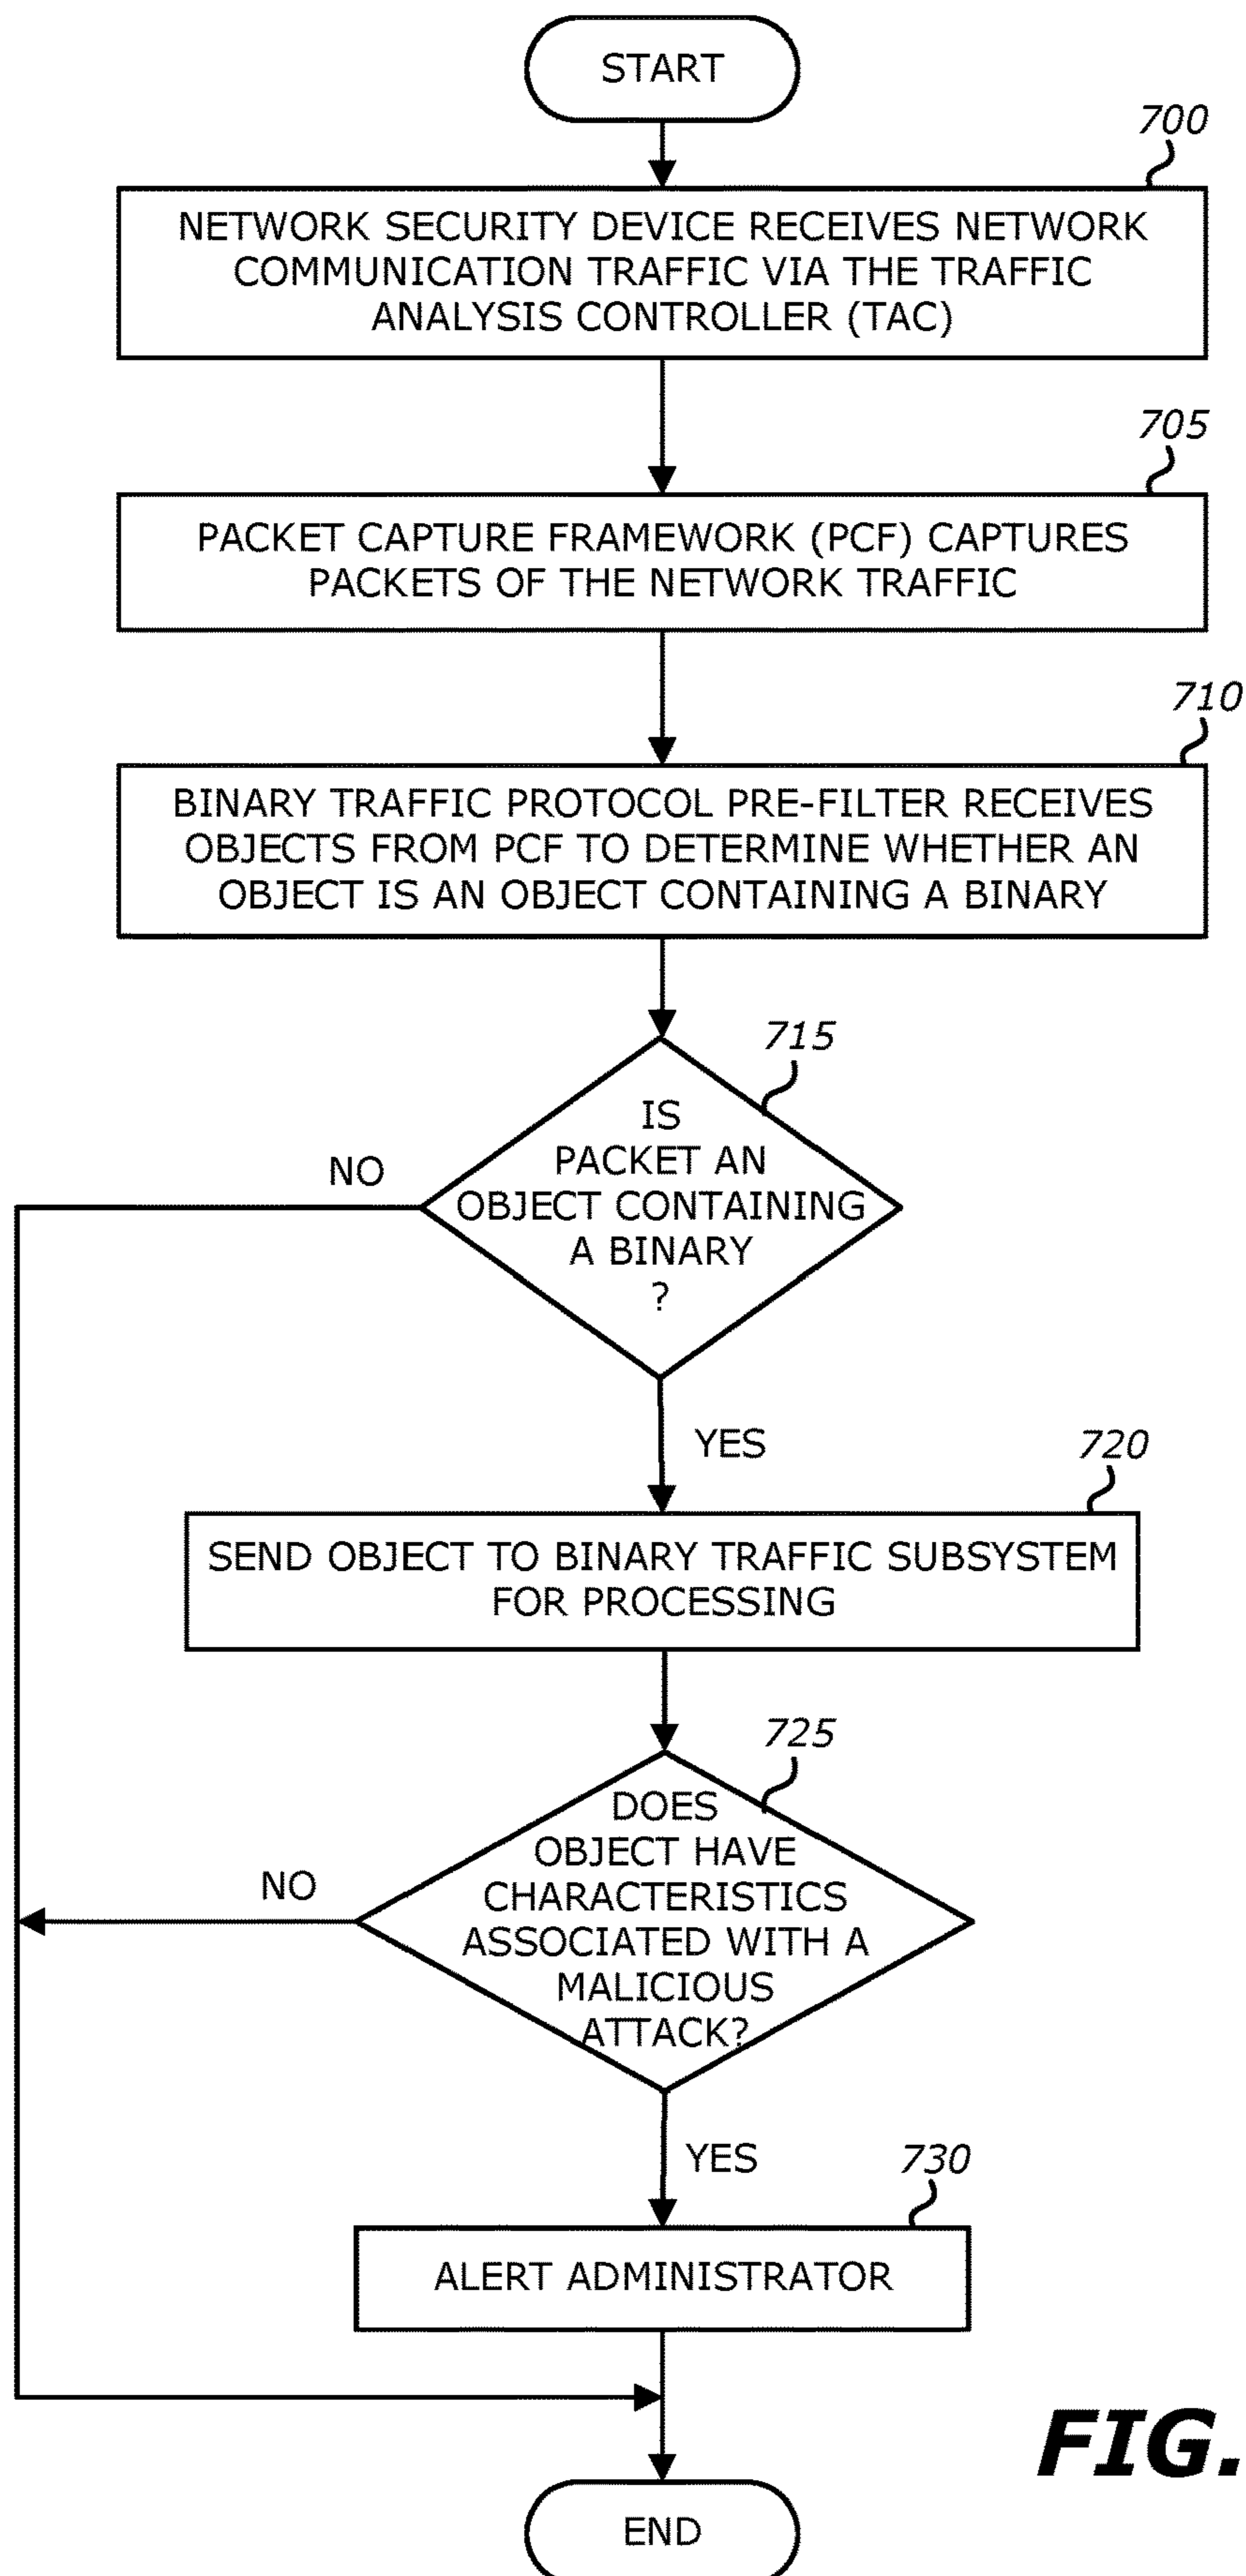 START
700
NETWORK SECURITY DEVICE RECEIVES NETWORK
COMMUNICATION TRAFFIC VIA THE TRAFFIC
ANALYSIS CONTROLLER (TAC)
705
PACKET CAPTURE FRAMEWORK (PCF) CAPTURES
PACKETS OF THE NETWORK TRAFFIC
710
BINARY TRAFFIC PROTOCOL PRE-FILTER RECEIVES
OBJECTS FROM PCF TO DETERMINE WHETHER AN
OBJECT IS AN OBJECT CONTAINING A BINARY
715
IS
PACKET AN
OBJECT CONTAINING
A BINARY
?
NO
YES
720
SEND OBJECT TO BINARY TRAFFIC SUBSYSTEM
FOR PROCESSING
725
DOES
OBJECT HAVE
CHARACTERISTICS
ASSOCIATED WITH A
MALICIOUS
ATTACK?
NO
YES
730
ALERT ADMINISTRATOR
FIG.
END